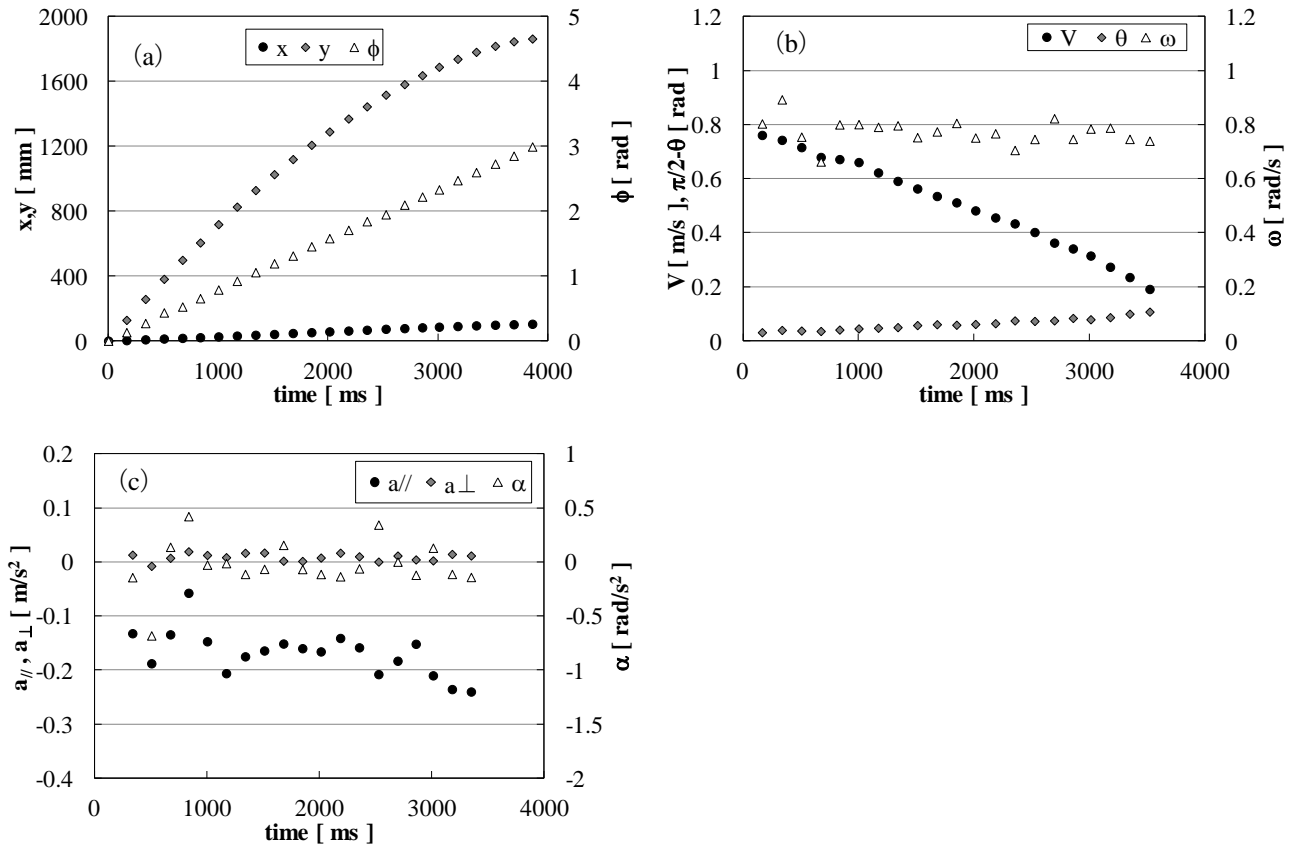 (a)
x y ϕ
2000
1600
1200
800
400
0
x,y [ mm ]
5
4
3
2
1
0
ϕ [ rad ]
0 1000 2000 3000 4000
time [ ms ]
(b)
V θ ω
1.2
1
0.8
0.6
0.4
0.2
0
V [ m/s ], π/2-θ [ rad ]
1.2
1
0.8
0.6
0.4
0.2
0
ω [ rad/s ]
0 1000 2000 3000 4000
time [ ms ]
(c)
a// a⊥ α
0.2
0.1
0
-0.1
-0.2
-0.3
-0.4
a//, a⊥ [ m/s² ]
1
0.5
0
-0.5
-1
-1.5
-2
α [ rad/s² ]
0 1000 2000 3000 4000
time [ ms ]